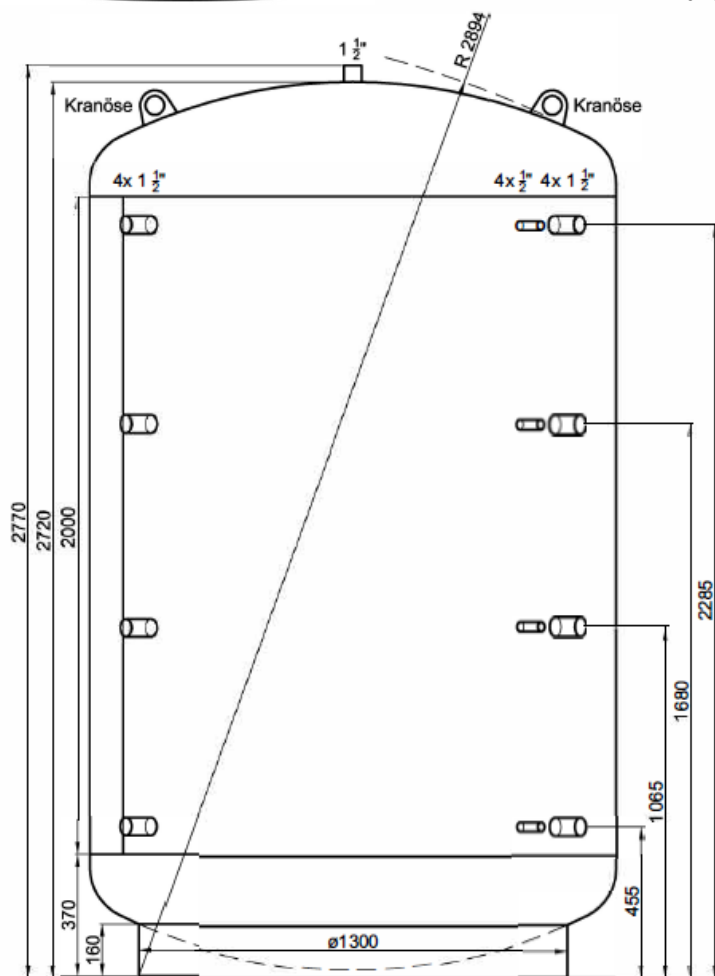 1 ½"
R 2894
Kranöse
Kranöse
4x 1 ½"
4x ½" 4x 1 ½"
2770
2720
2000
2285
1680
1065
455
370
160
ø1300